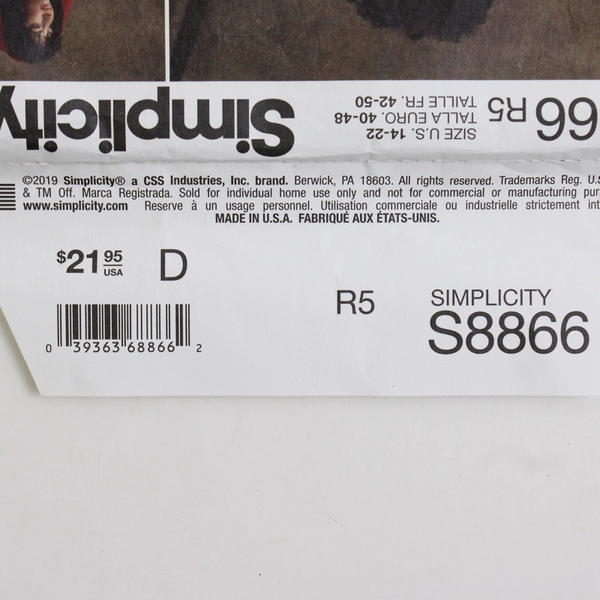 Simplicity
SIZE U.S. 14-22
TALLA EURO. 40-48
TAILLE FR. 42-50
66 R5
©2019 Simplicity® a CSS Industries, Inc. brand. Berwick, PA 18603. All rights reserved. Trademarks Reg. U.S
& TM Off. Marca Registrada. Sold for individual home use only and not for commercial or manufacturing pur
www.simplicity.com Reserve à un usage personnel. Utilisation commerciale ou industrielle strictement int
MADE IN U.S.A. FABRIQUÉ AUX ÉTATS-UNIS.
$21 95 USA D
R5
SIMPLICITY
S8866
0 39363 68866 2